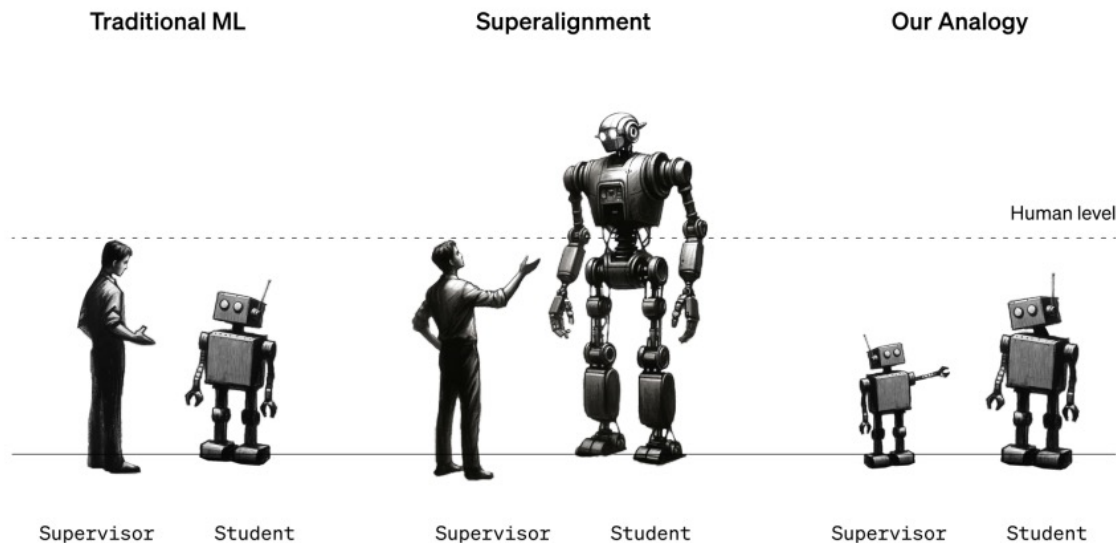 Traditional ML
Superalignment
Our Analogy
Human level
Supervisor
Student
Supervisor
Student
Supervisor
Student